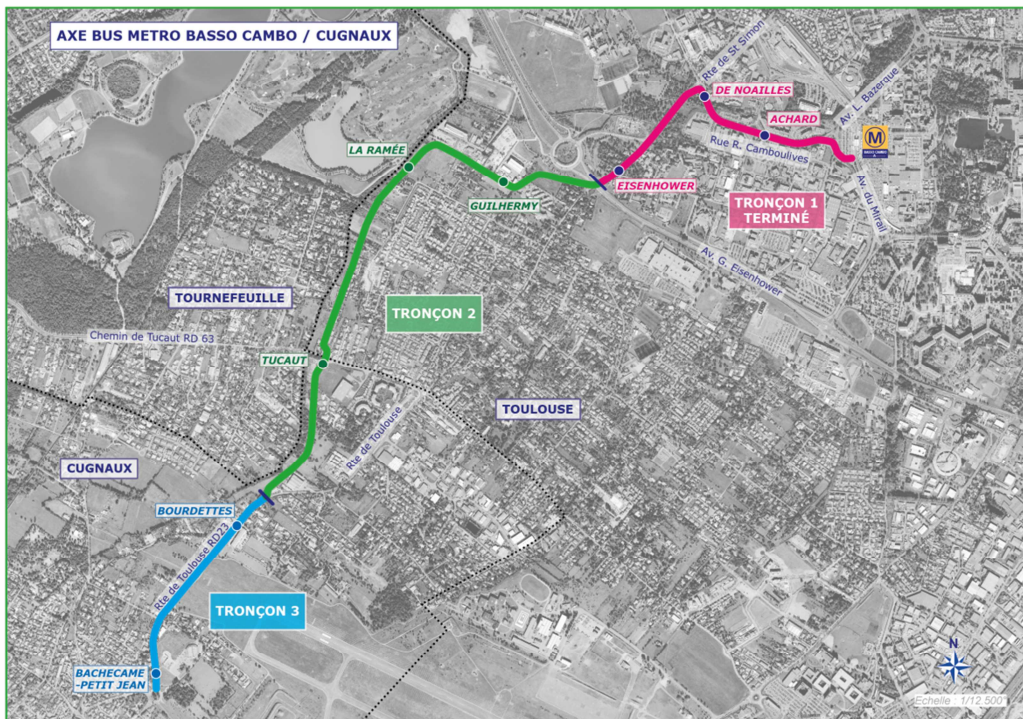 AXE BUS METRO BASSO CAMBO / CUGNAUX
Rte de St Simon
DE NOAILLES
Av. L. Bazerque
ACHARD
M
BASSO CAMBO
A
Rue R. Camboulives
LA RAMÉE
EISENHOWER
GUILHERMY
TRONÇON 1
TERMINÉ
Av. du Mirail
Av. G. Eisenhower
TOURNEFEUILLE
TRONÇON 2
Chemin de Tucaut RD 63
TUCAUT
TOULOUSE
Rte de Toulouse
CUGNAUX
BOURDETTES
Rte de Toulouse RD23
TRONÇON 3
BACHECAME
-PETIT JEAN
N
Echelle : 1/12 500°